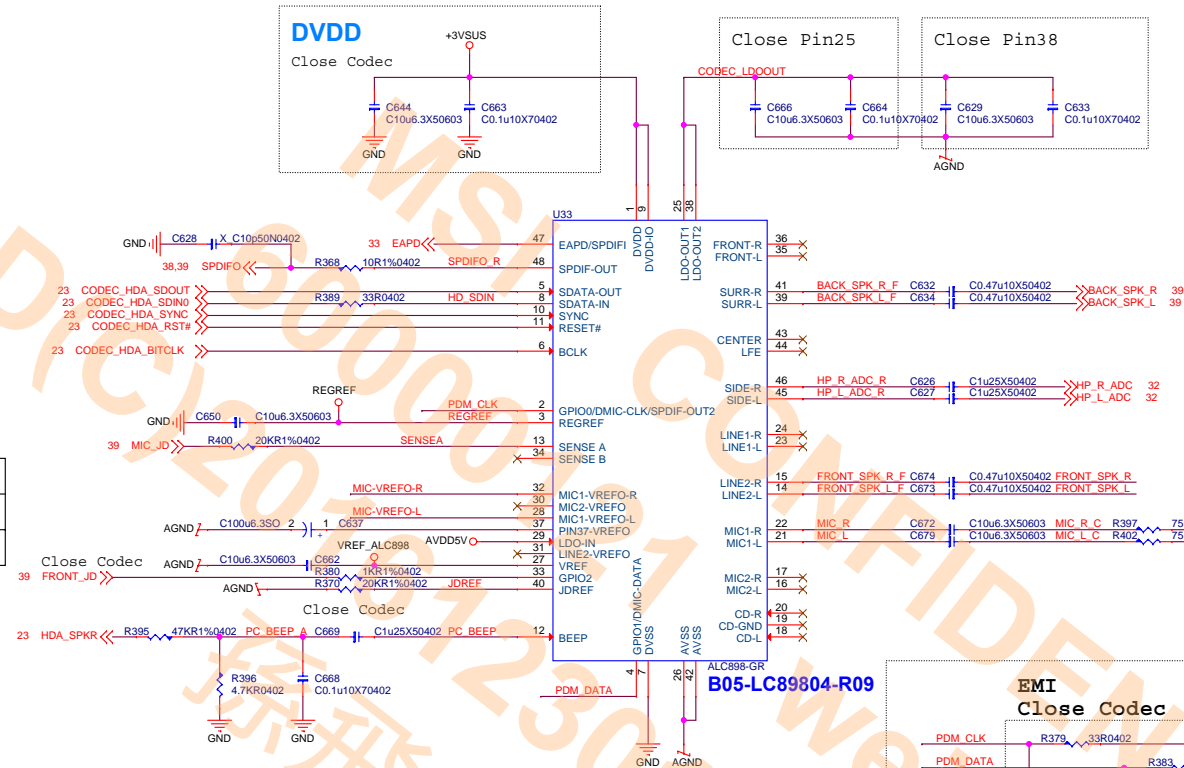 DVDD
Close Codec
+3VSUS
C644
C10u6.3X50603
C663
C0.1u10X70402
GND
GND
Close Pin25
Close Pin38
CODEC_LDOOUT
C666
C10u6.3X50603
C664
C0.1u10X70402
C629
C10u6.3X50603
C633
C0.1u10X70402
AGND
U33
1
9
25
38
DVDD
DVDD-IO
LDO-OUT1
LDO-OUT2
GND
C628
X_C10p50N0402
33 EAPD
47
EAPD/SPDIFI
38,39 SPDIFO
R368
10R1%0402
SPDIFO_R
48
SPDIF-OUT
23 CODEC_HDA_SDOUT
5
SDATA-OUT
23 CODEC_HDA_SDIN0
R389
33R0402
HD_SDIN
8
SDATA-IN
23 CODEC_HDA_SYNC
10
SYNC
23 CODEC_HDA_RST#
11
RESET#
23 CODEC_HDA_BITCLK
6
BCLK
REGREF
PDM_CLK
2
GPIO0/DMIC-CLK/SPDIF-OUT2
GND
C650
C10u6.3X50603
REGREF
3
REGREF
39 MIC_JD
R400
20KR1%0402
SENSEA
13
SENSE A
34
SENSE B
MIC-VREFO-R
32
MIC1-VREFO-R
30
MIC2-VREFO
MIC-VREFO-L
28
MIC1-VREFO-L
AGND
C100u6.3SO
2
1
+
C637
37
PIN37-VREFO
AVDD5V
29
LDO-IN
VREF_ALC898
31
LINE2-VREFO
Close Codec
AGND
C10u6.3X50603
C662
27
VREF
39 FRONT_JD
R380
1KR1%0402
33
GPIO2
AGND
R370
20KR1%0402
JDREF
40
JDREF
Close Codec
23 HDA_SPKR
R395
47KR1%0402
PC_BEEP_A
C669
C1u25X50402
PC_BEEP
12
BEEP
R396
4.7KR0402
C668
C0.1u10X70402
GND
GND
FRONT-R
36
FRONT-L
35
SURR-R
41
BACK_SPK_R_F
C632
C0.47u10X50402
BACK_SPK_R 39
SURR-L
39
BACK_SPK_L_F
C634
C0.47u10X50402
BACK_SPK_L 39
CENTER
43
LFE
44
SIDE-R
46
HP_R_ADC_R
C626
C1u25X50402
HP_R_ADC 32
SIDE-L
45
HP_L_ADC_R
C627
C1u25X50402
HP_L_ADC 32
LINE1-R
24
LINE1-L
23
LINE2-R
15
FRONT_SPK_R_F
C674
C0.47u10X50402
FRONT_SPK_R
LINE2-L
14
FRONT_SPK_L_F
C673
C0.47u10X50402
FRONT_SPK_L
MIC1-R
22
MIC_R
C672
C10u6.3X50603
MIC_R_C
R397
75
MIC1-L
21
MIC_L
C679
C10u6.3X50603
MIC_L_C
R402
75
MIC2-R
17
MIC2-L
16
CD-R
20
CD-GND
19
CD-L
18
GPIO1/DMIC-DATA
DVSS
AVSS
AVSS
4
7
26
42
PDM_DATA
GND
AGND
ALC898-GR
B05-LC89804-R09
EMI
Close Codec
PDM_CLK
R379
33R0402
PDM_DATA
R383
MSI CONFIDEN